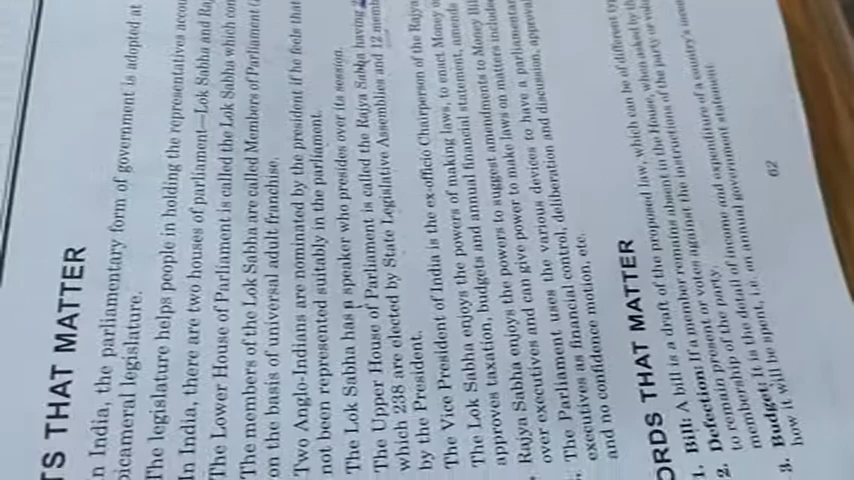 TS THAT MATTER
n India, the parliamentary form of government is adopted at
bicameral legislature.
The legislature helps people in holding the representatives accou
In India, there are two houses of parliament—Lok Sabha and Raj
The Lower House of Parliament is called the Lok Sabha which con
The members of the Lok Sabha are called Members of Parliament
on the basis of universal adult franchise.
Two Anglo-Indians are nominated by the president if he feels that
not been represented suitably in the parliament.
The Lok Sabha has a speaker who presides over its session.
The Upper House of Parliament is called the Rajya Sabha having
which 238 are elected by State Legislative Assemblies and 12 memb
by the President.
The Vice President of India is the ex-officio Chairperson of the Rajya
The Lok Sabha enjoys the powers of making laws, to enact Money
approves taxation, budgets and annual financial statement, amends
Rajya Sabha enjoys the powers to suggest amendments to Money Bil
over executives and can give power to make laws on matters include
The Parliament uses the various devices to have a parliamentar
executives as financial control, deliberation and discussion, approval
and no confidence motion, etc.
ORDS THAT MATTER
1. Bill: A bill is a draft of the proposed law, which can be of different
2. Defection: If a member remains absent in the House, when asked by the
to remain present or votes against the instructions of the party or
membership of the party.
3. Budget: It is the detail of income and expenditure of a country's
how it will be spent, i.e. an annual government statement.
62